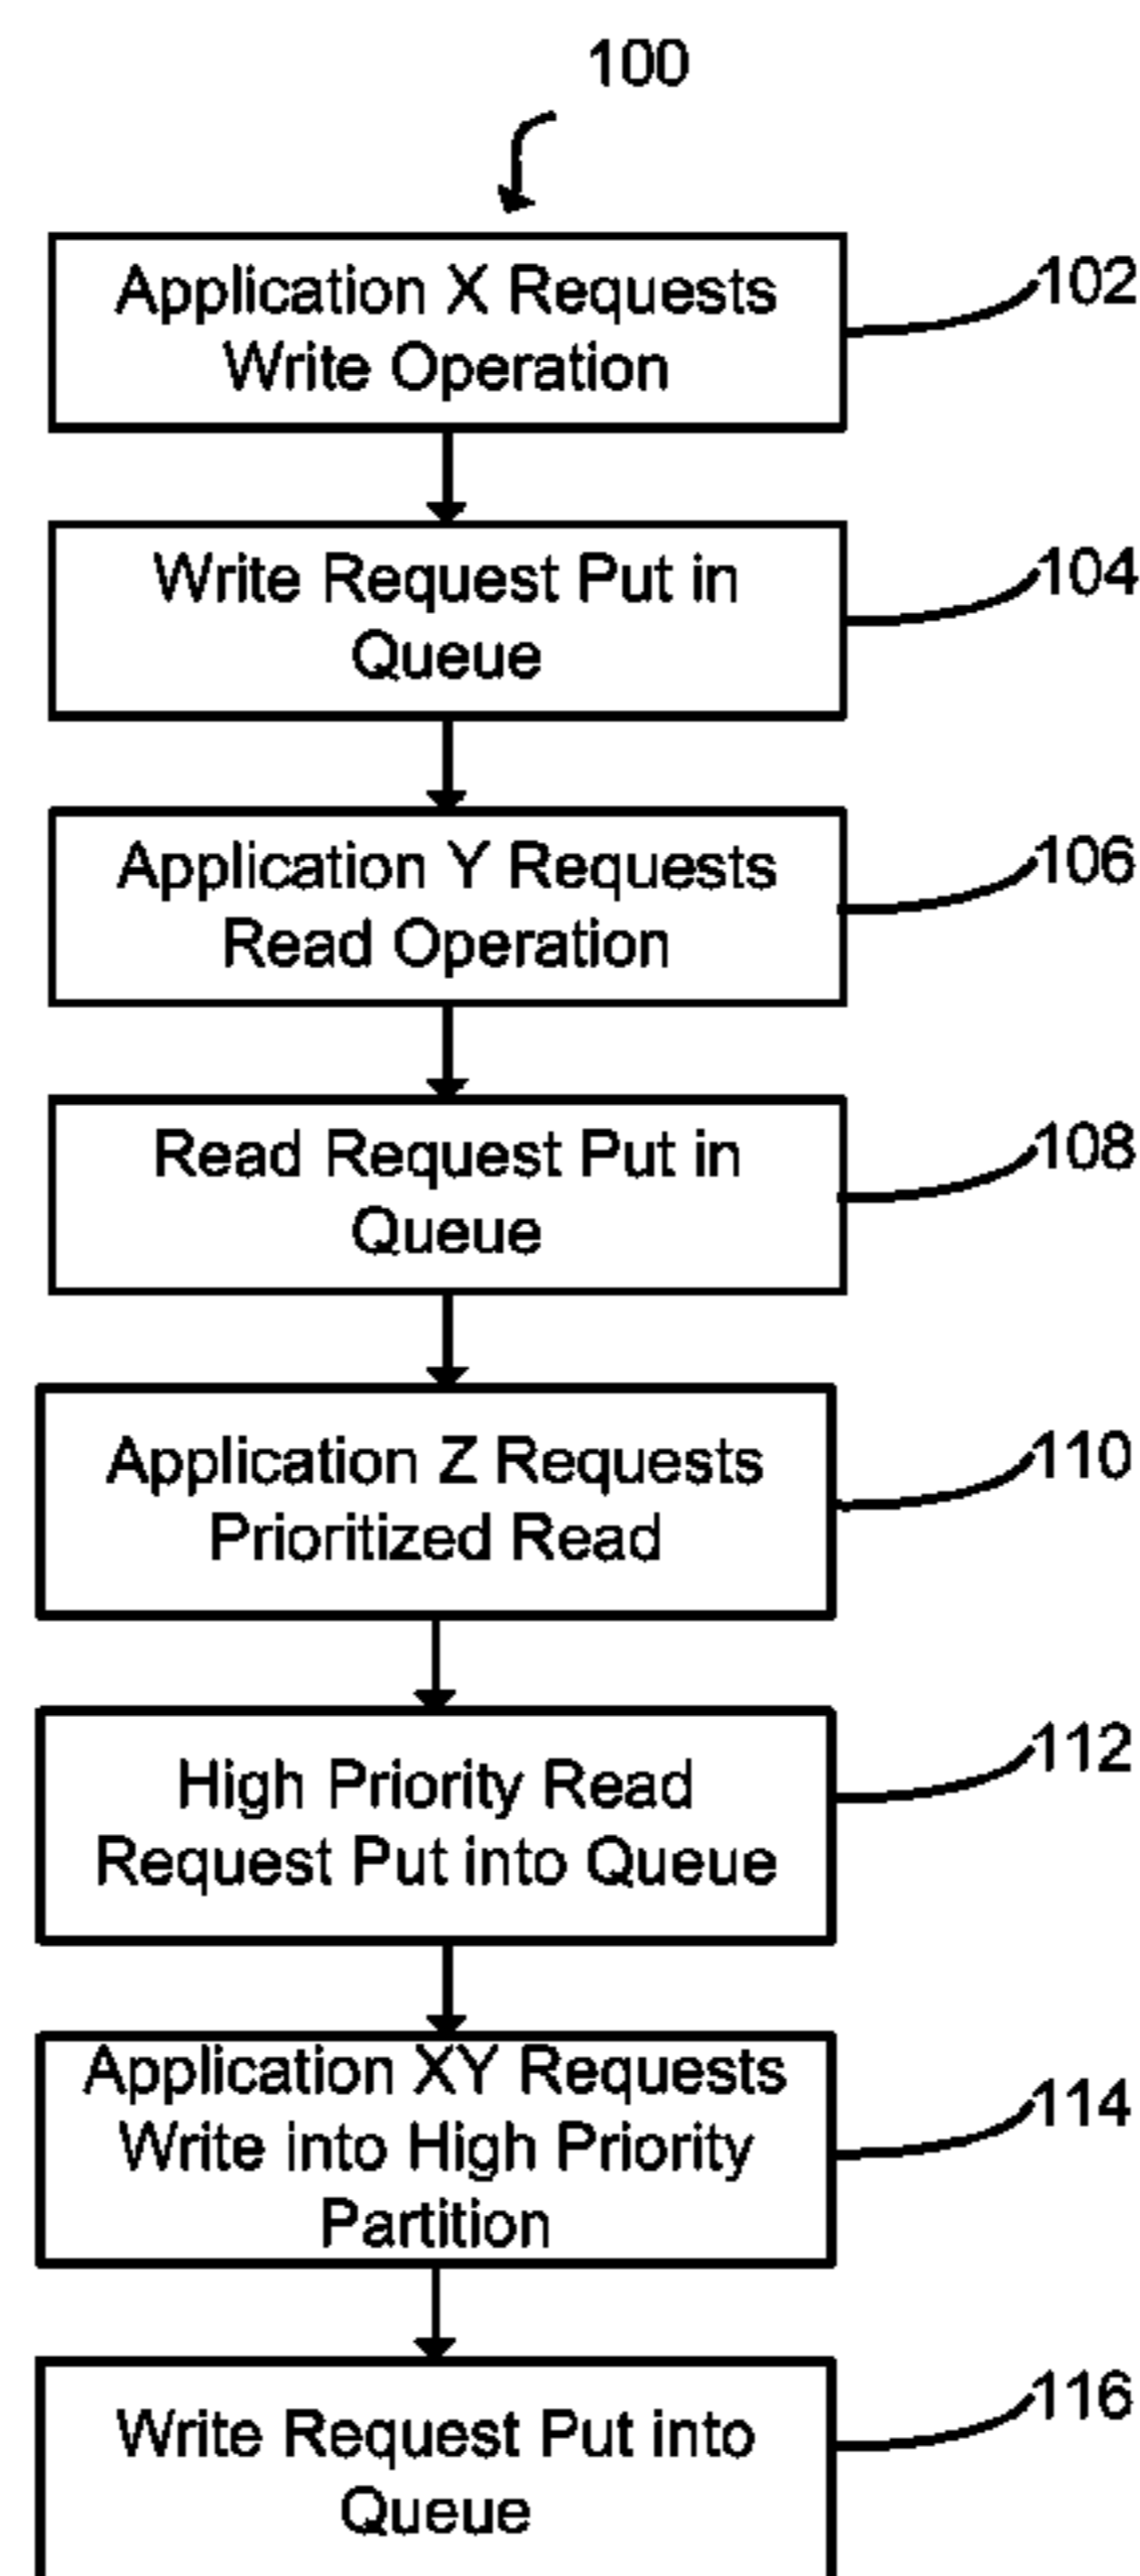 100
Application X Requests
Write Operation
102
Write Request Put in
Queue
104
Application Y Requests
Read Operation
106
Read Request Put in
Queue
108
Application Z Requests
Prioritized Read
110
High Priority Read
Request Put into Queue
112
Application XY Requests
Write into High Priority
Partition
114
Write Request Put into
Queue
116